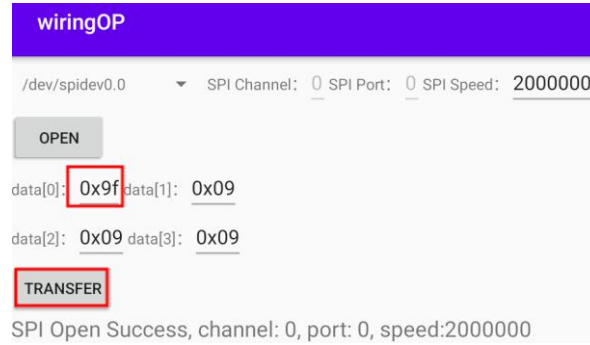 wiringOP
/dev/spidev0.0 SPI Channel: 0 SPI Port: 0 SPI Speed: 2000000
OPEN
data[0]: 0x9f data[1]: 0x09
data[2]: 0x09 data[3]: 0x09
TRANSFER
SPI Open Success, channel: 0, port: 0, speed:2000000